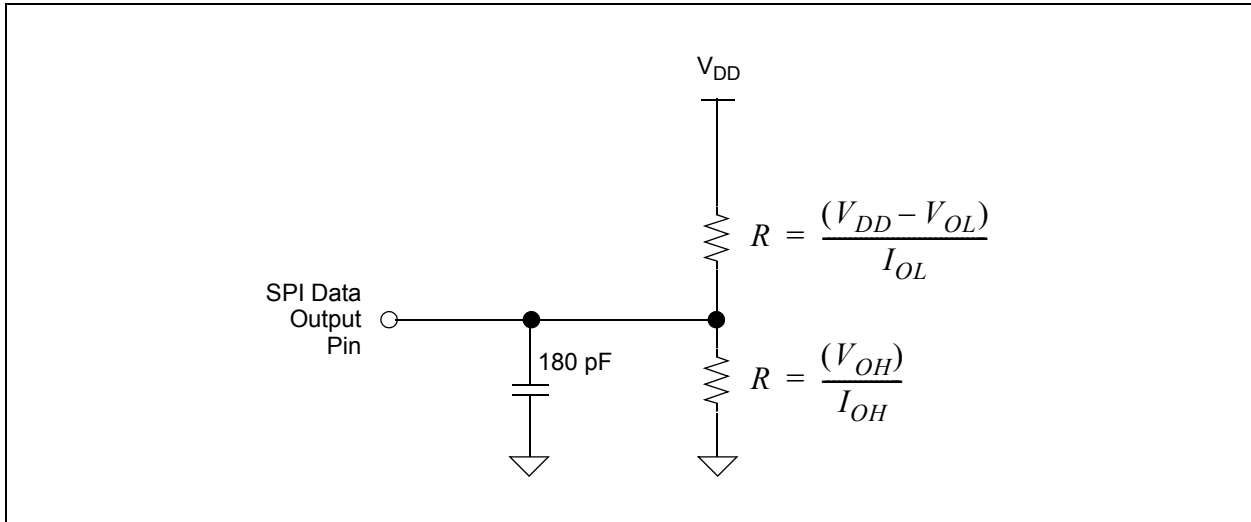 V_DD
R = (V_DD – V_OL) / I_OL
SPI Data
Output
Pin
180 pF
R = (V_OH) / I_OH